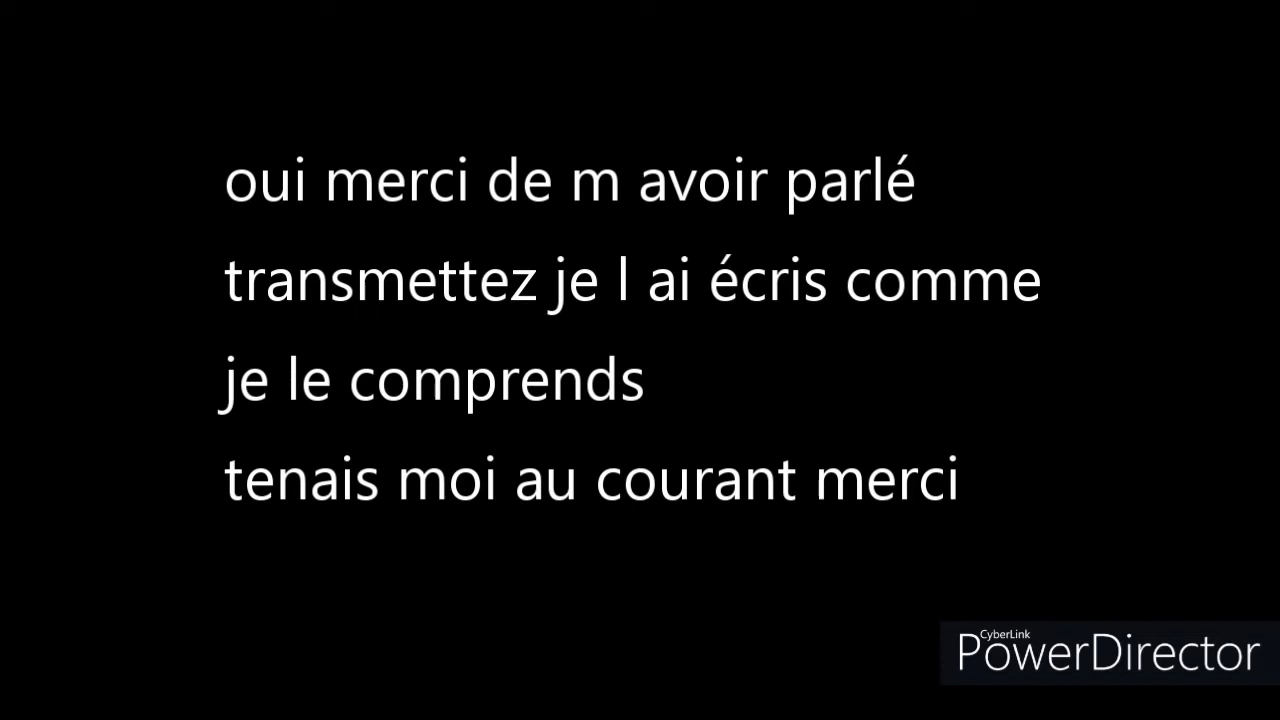 oui merci de m avoir parlé
transmettez je l ai écris comme
je le comprends
tenais moi au courant merci
CyberLink
PowerDirector